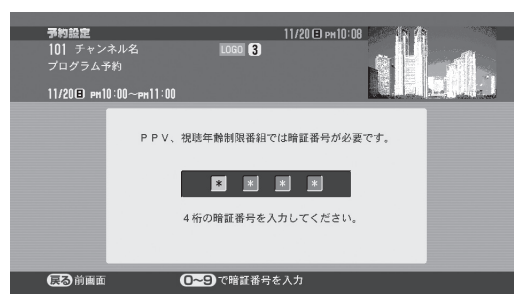 予約設定
11/20 日 PM10:08
101 チャンネル名
LOGO 3
プログラム予約
11/20日 PM10:00~PM11:00
PPV、視聴年齢制限番組では暗証番号が必要です。
* * * *
4桁の暗証番号を入力してください。
戻る 前画面
0~9 で暗証番号を入力